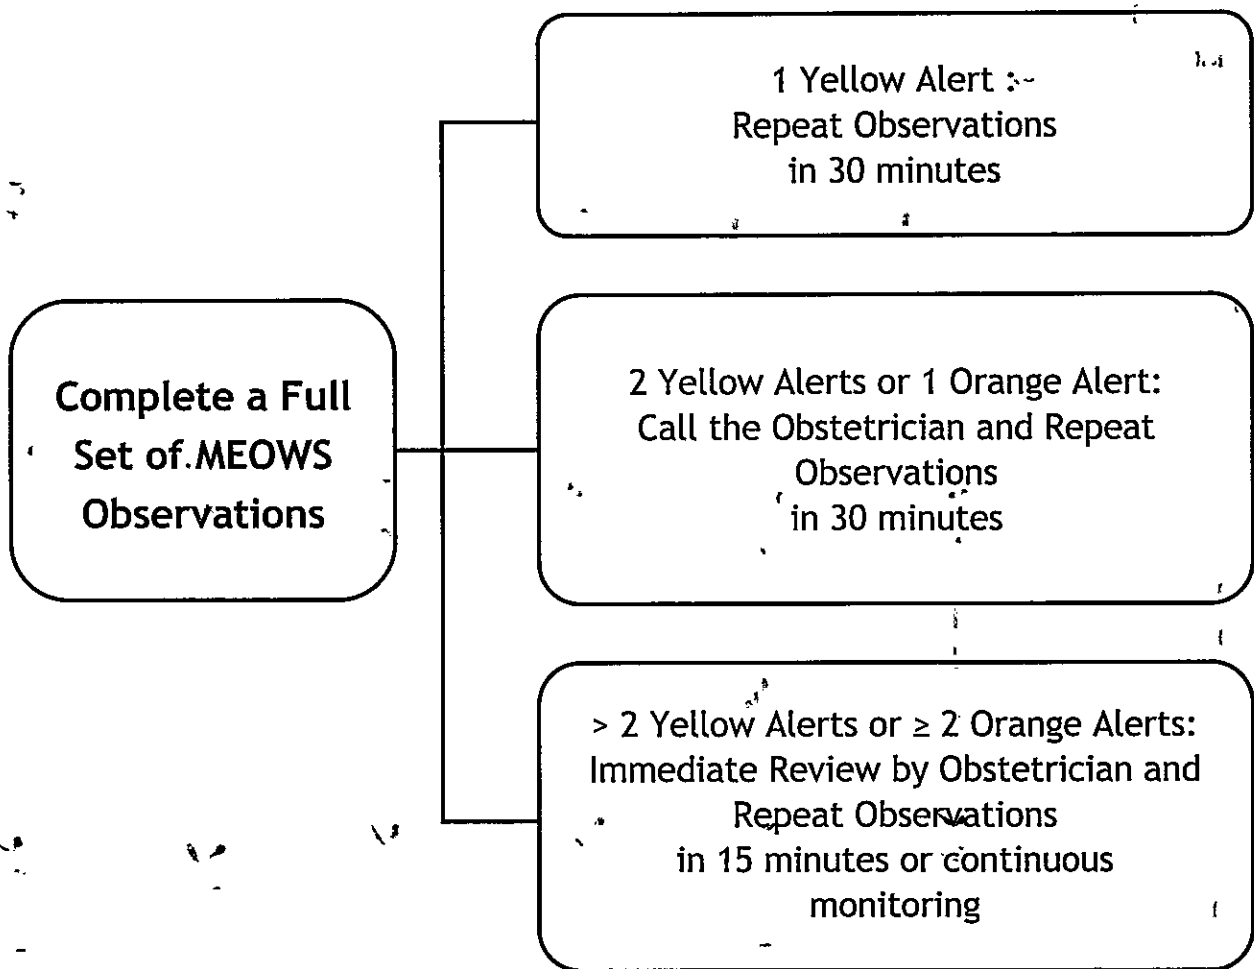 1 Yellow Alert :-
Repeat Observations
in 30 minutes
Complete a Full
Set of MEOWS
Observations
2 Yellow Alerts or 1 Orange Alert:
Call the Obstetrician and Repeat
Observations
in 30 minutes
> 2 Yellow Alerts or ≥ 2 Orange Alerts:
Immediate Review by Obstetrician and
Repeat Observations
in 15 minutes or continuous
monitoring